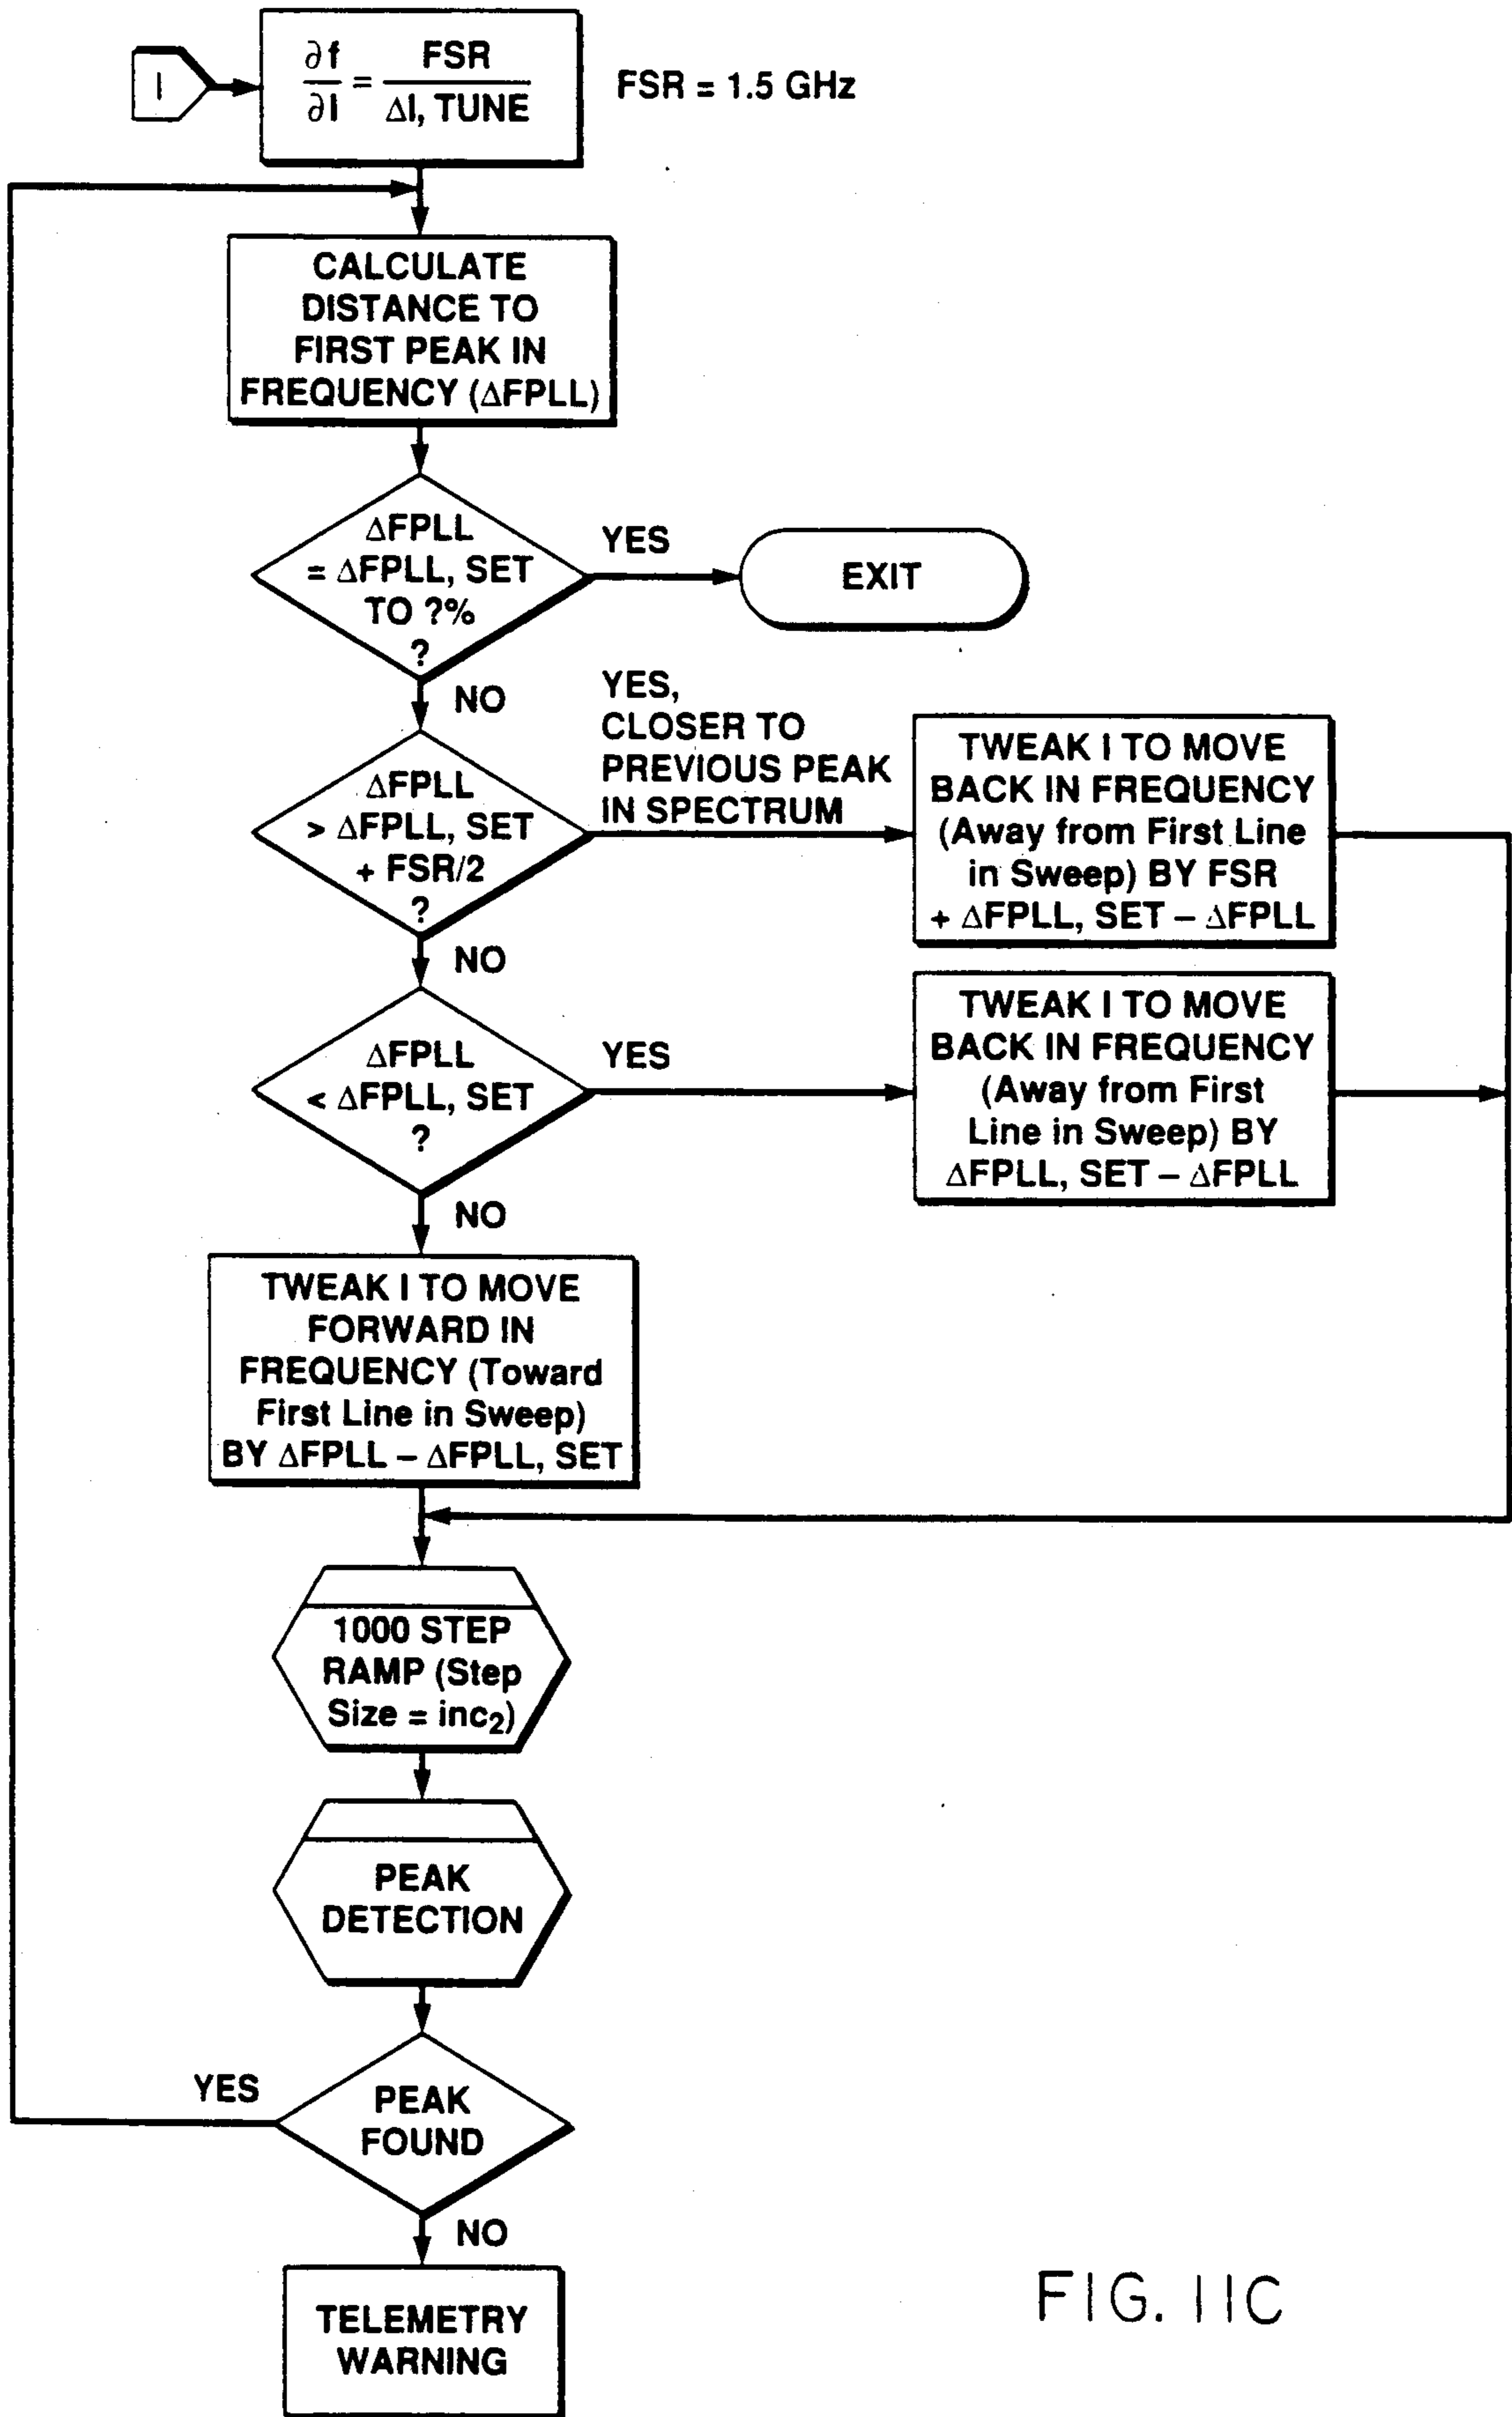 I
∂f
∂I
=
FSR
ΔI, TUNE
FSR = 1.5 GHz
CALCULATE
DISTANCE TO
FIRST PEAK IN
FREQUENCY (ΔFPLL)
ΔFPLL
= ΔFPLL, SET
TO ?%
?
YES
EXIT
NO
ΔFPLL
> ΔFPLL, SET
+ FSR/2
?
YES,
CLOSER TO
PREVIOUS PEAK
IN SPECTRUM
TWEAK I TO MOVE
BACK IN FREQUENCY
(Away from First Line
in Sweep) BY FSR
+ ΔFPLL, SET – ΔFPLL
NO
ΔFPLL
< ΔFPLL, SET
?
YES
TWEAK I TO MOVE
BACK IN FREQUENCY
(Away from First
Line in Sweep) BY
ΔFPLL, SET – ΔFPLL
NO
TWEAK I TO MOVE
FORWARD IN
FREQUENCY (Toward
First Line in Sweep)
BY ΔFPLL – ΔFPLL, SET
1000 STEP
RAMP (Step
Size = inc₂)
PEAK
DETECTION
YES
PEAK
FOUND
NO
TELEMETRY
WARNING
FIG. 11C